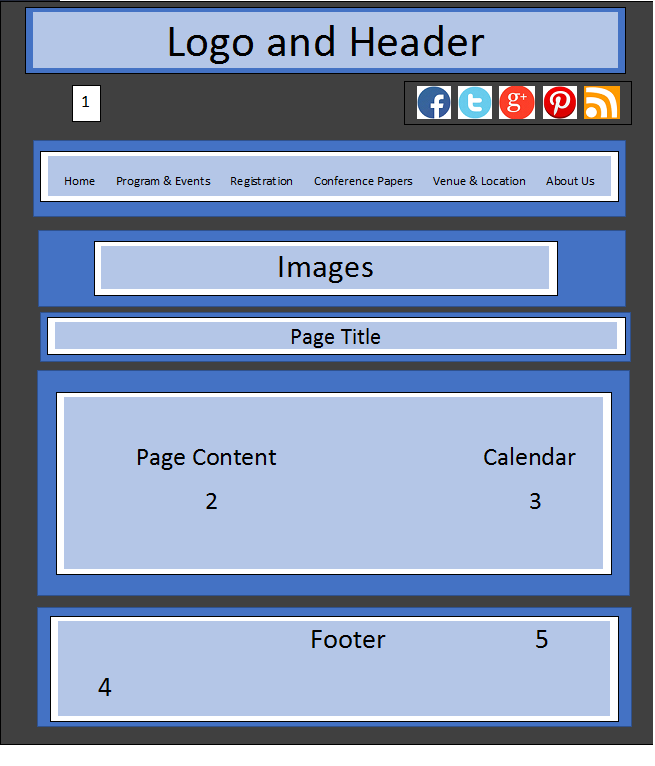 Logo and Header
1
f t g+ P
Home Program & Events Registration Conference Papers Venue & Location About Us
Images
Page Title
Page Content Calendar
2 3
Footer 5
4